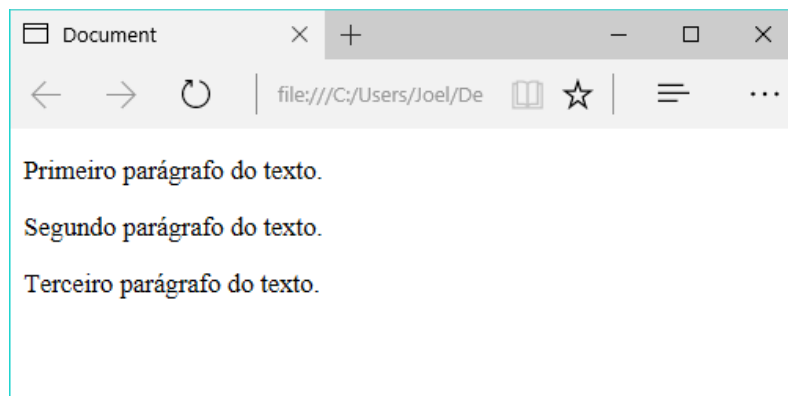 Document
file:///C:/Users/Joel/De
Primeiro parágrafo do texto.
Segundo parágrafo do texto.
Terceiro parágrafo do texto.